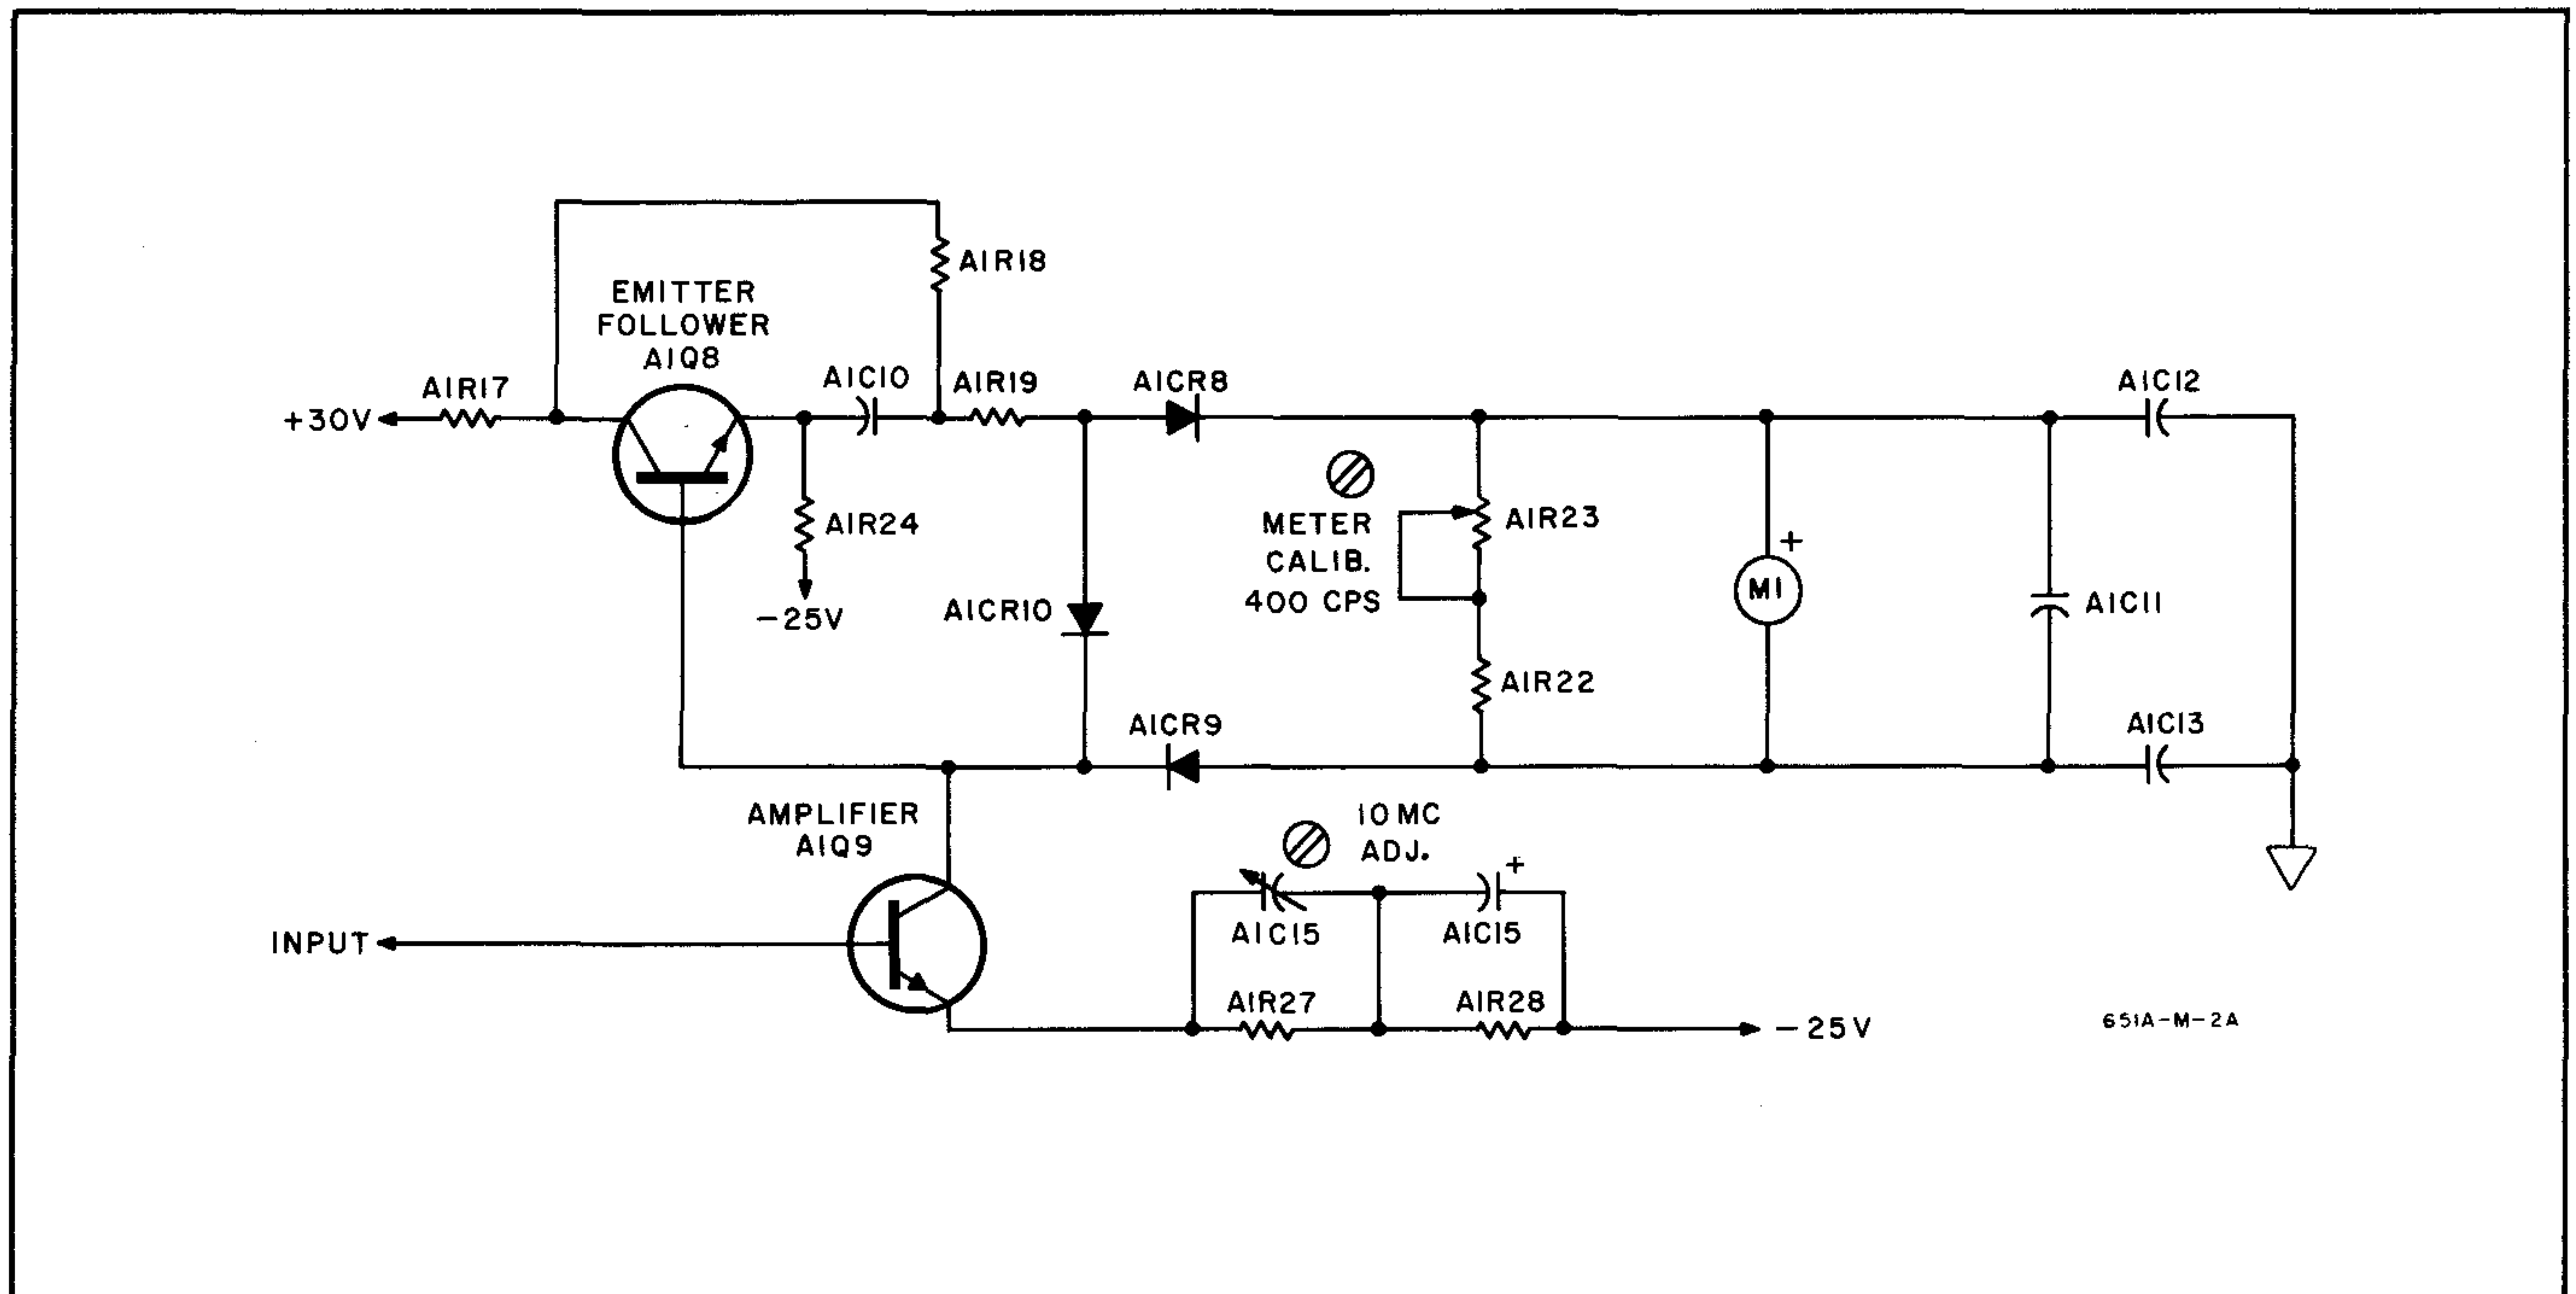 A1R18
EMITTER
FOLLOWER
A1Q8
A1R17
A1C10
A1R19
A1CR8
A1C12
+30V
A1R24
-25V
METER
CALIB.
400 CPS
A1R23
+
M1
A1CR10
A1C11
A1R22
A1CR9
A1C13
AMPLIFIER
A1Q9
10 MC
ADJ.
+
A1C15
A1C15
INPUT
A1R27
A1R28
-25V
651A-M-2A